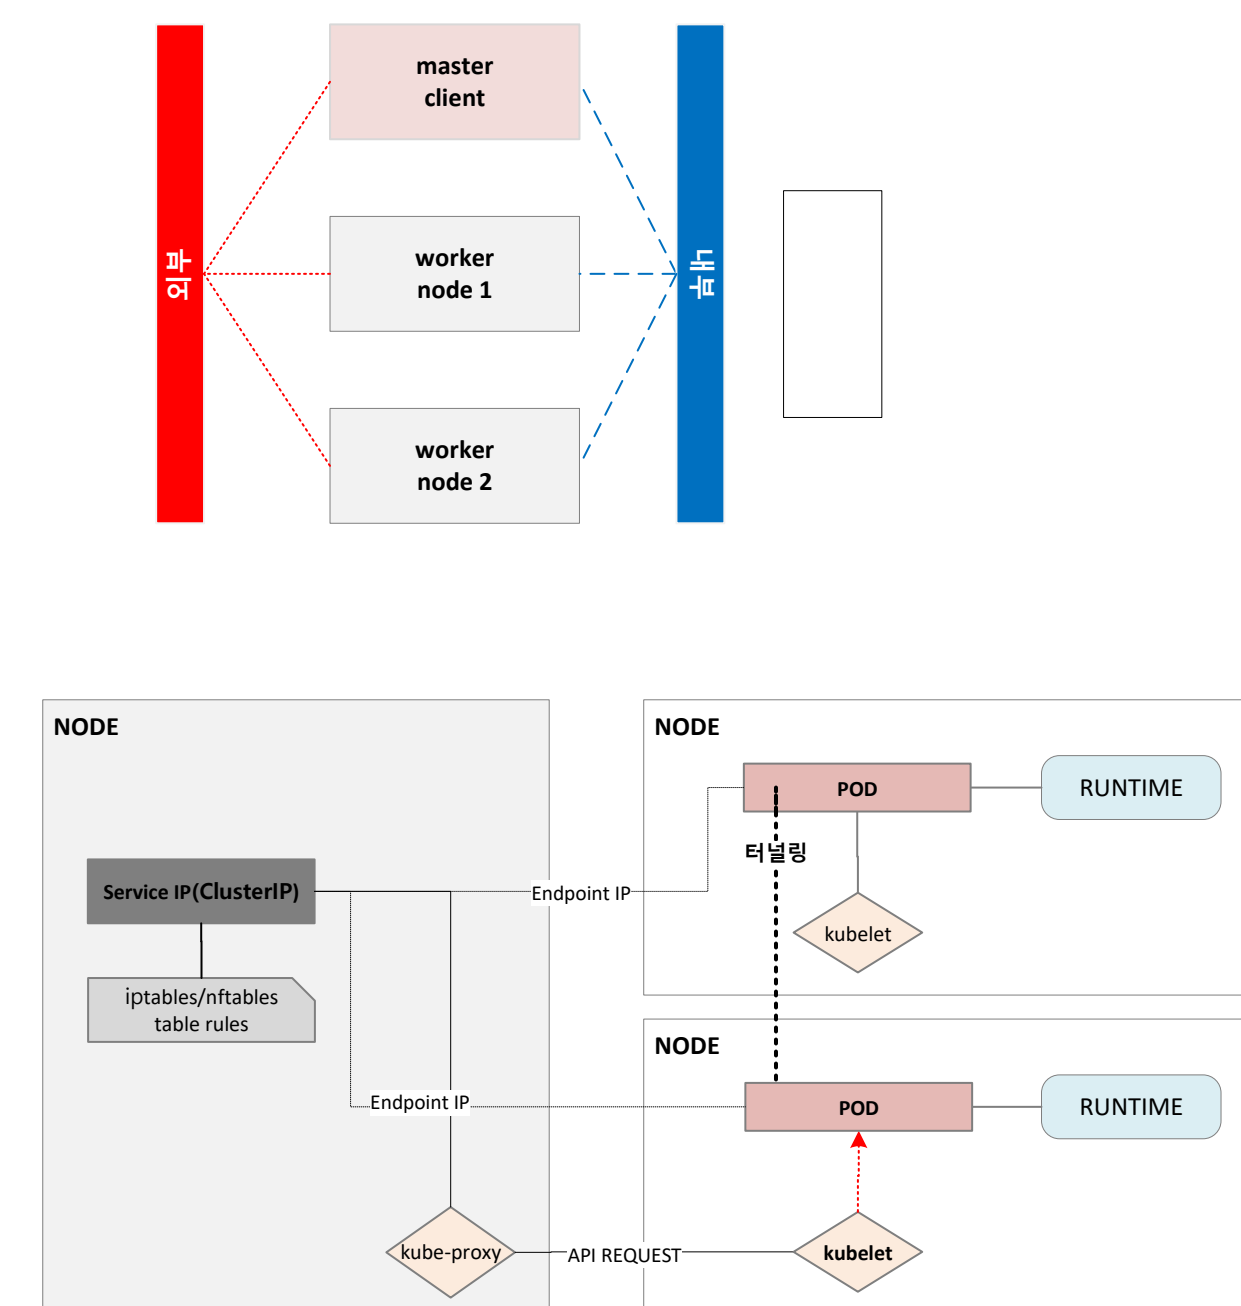 master
client
외부
worker
node 1
내부
worker
node 2
NODE
NODE
POD
RUNTIME
터널링
Service IP(ClusterIP)
Endpoint IP
kubelet
iptables/nftables
table rules
NODE
Endpoint IP
POD
RUNTIME
kube-proxy
API REQUEST
kubelet